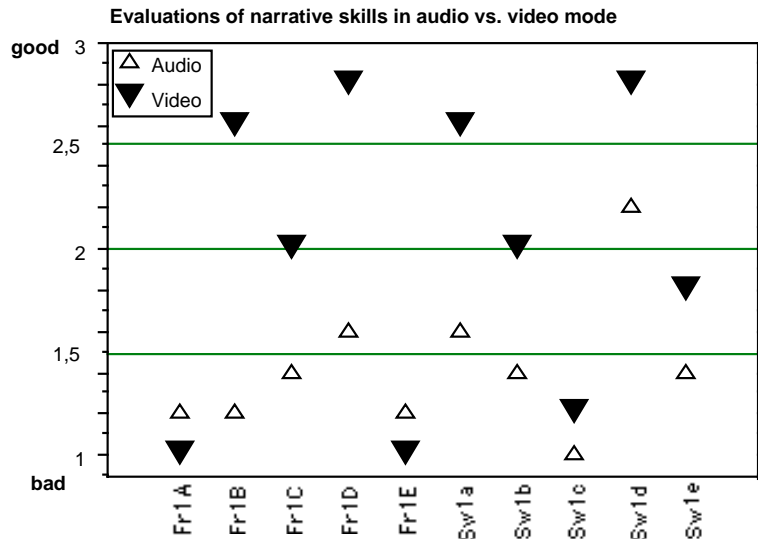 Evaluations of narrative skills in audio vs. video mode
good 3
Audio
Video
2,5
2
1,5
1
bad
Fr1A
Fr1B
Fr1C
Fr1D
Fr1E
Sw1a
Sw1b
Sw1c
Sw1d
Sw1e